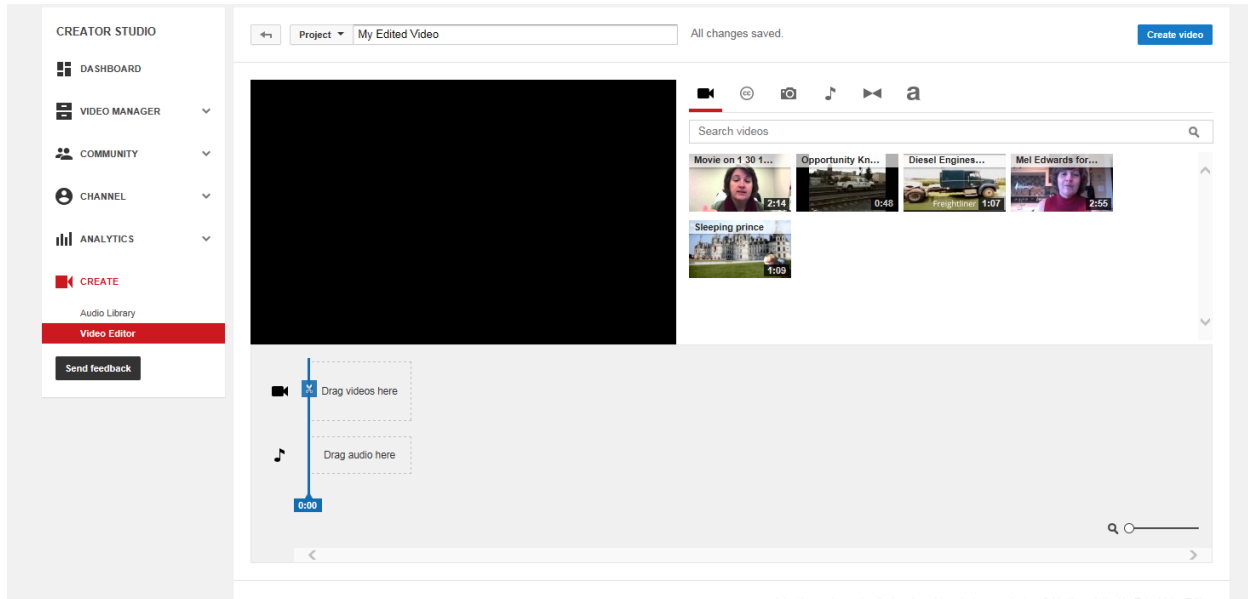 CREATOR STUDIO
DASHBOARD
VIDEO MANAGER
COMMUNITY
CHANNEL
ANALYTICS
CREATE
Audio Library
Video Editor
Send feedback
Project My Edited Video All changes saved. Create video
cc a
Search videos
Movie on 1 30 1... Opportunity Kn... Diesel Engines... Mel Edwards for...
2:14 0:48 Freightliner 1:07 2:55
Sleeping prince
1:09
Drag videos here
Drag audio here
0:00